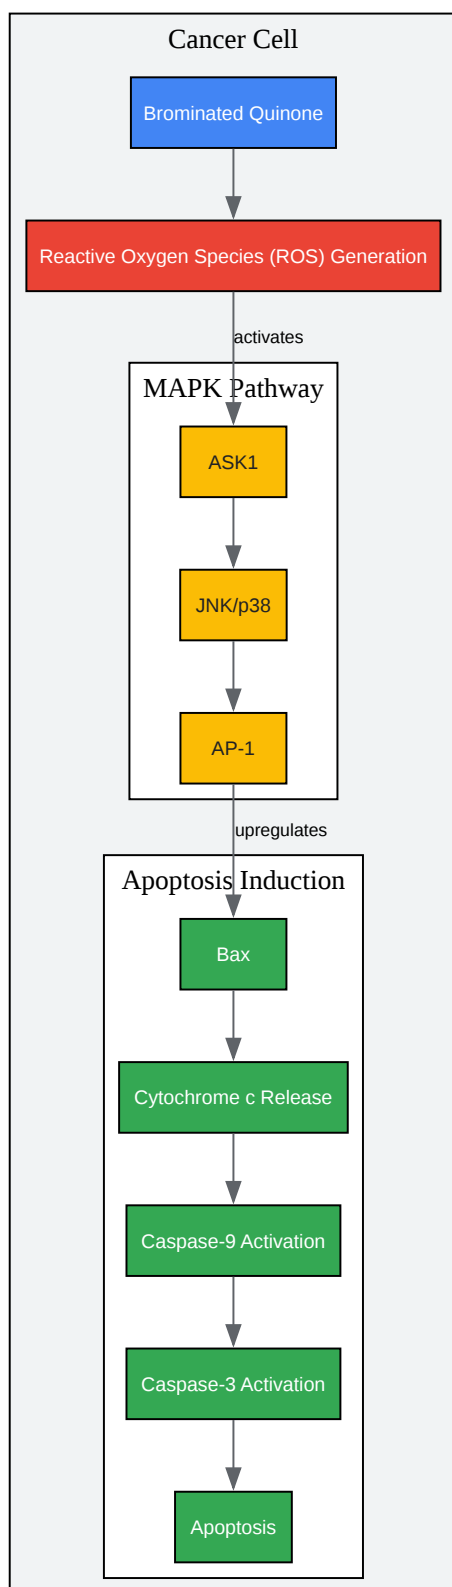 Cancer Cell
Brominated Quinone
Reactive Oxygen Species (ROS) Generation
activates
MAPK Pathway
ASK1
JNK/p38
AP-1
upregulates
Apoptosis Induction
Bax
Cytochrome c Release
Caspase-9 Activation
Caspase-3 Activation
Apoptosis